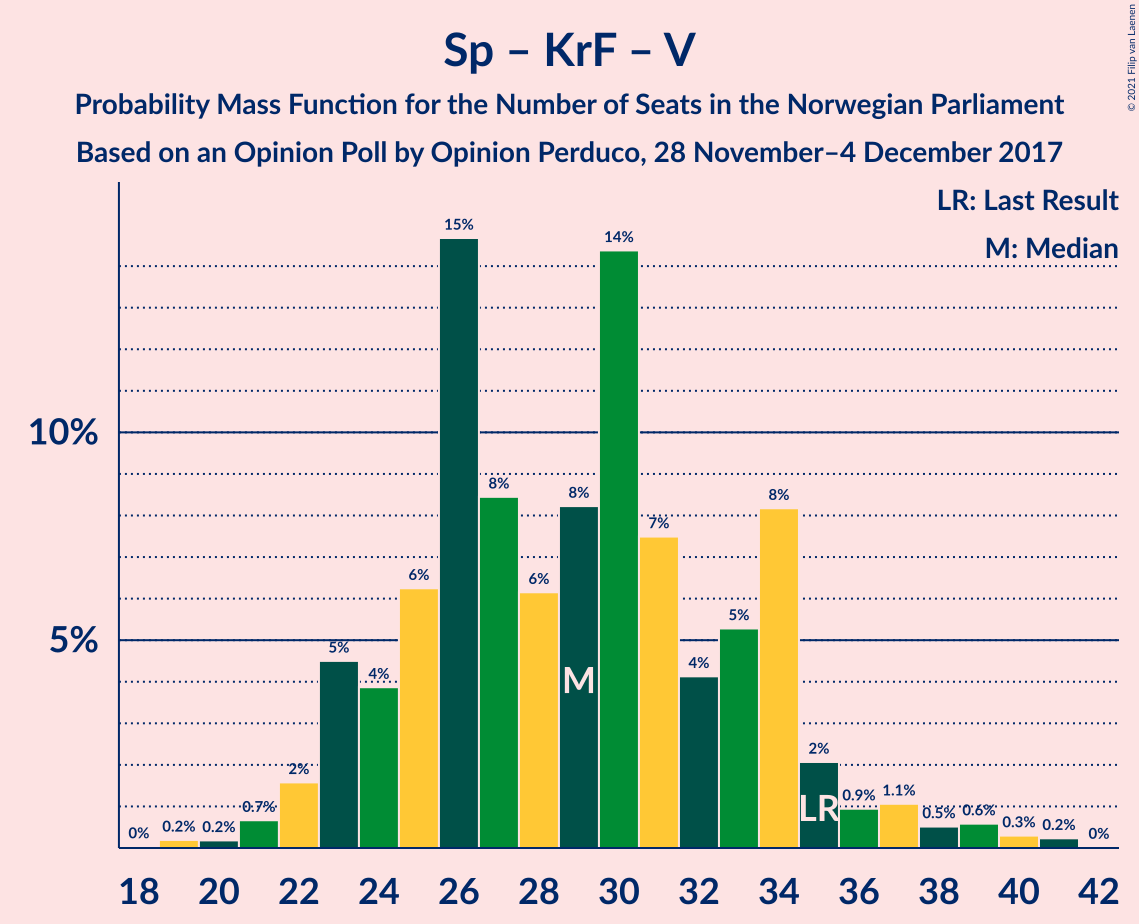 © 2021 Filip van Laenen
Sp – KrF – V
Probability Mass Function for the Number of Seats in the Norwegian Parliament
Based on an Opinion Poll by Opinion Perduco, 28 November–4 December 2017
LR: Last Result
M: Median
10%
5%
0% 0.2% 0.2% 0.7% 2% 5% 4% 6% 15% 8% 6% 8% 14% 7% 4% 5% 8% 2% 0.9% 1.1% 0.5% 0.6% 0.3% 0.2% 0%
M
LR
18 20 22 24 26 28 30 32 34 36 38 40 42